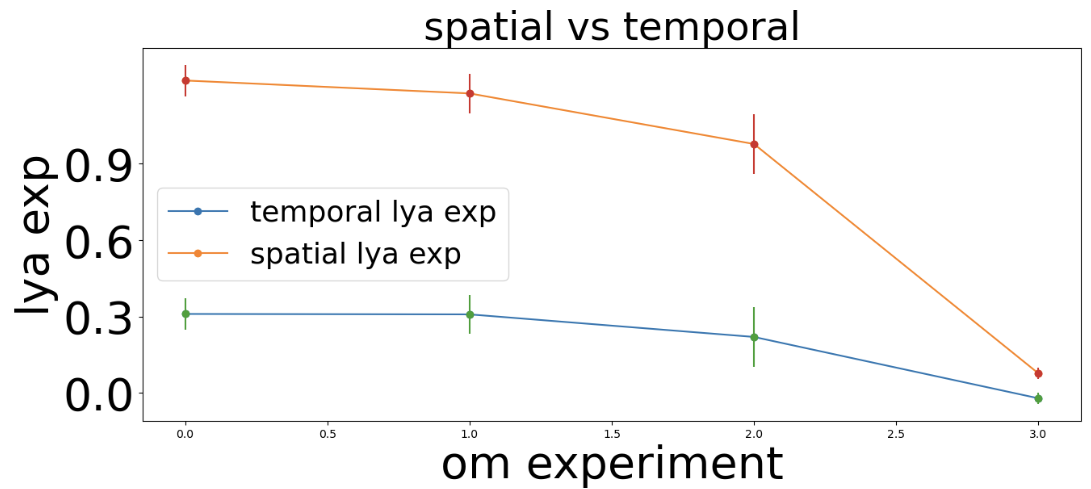 spatial vs temporal
lya exp
0.9
0.6
0.3
0.0
temporal lya exp
spatial lya exp
0.0 0.5 1.0 1.5 2.0 2.5 3.0
om experiment